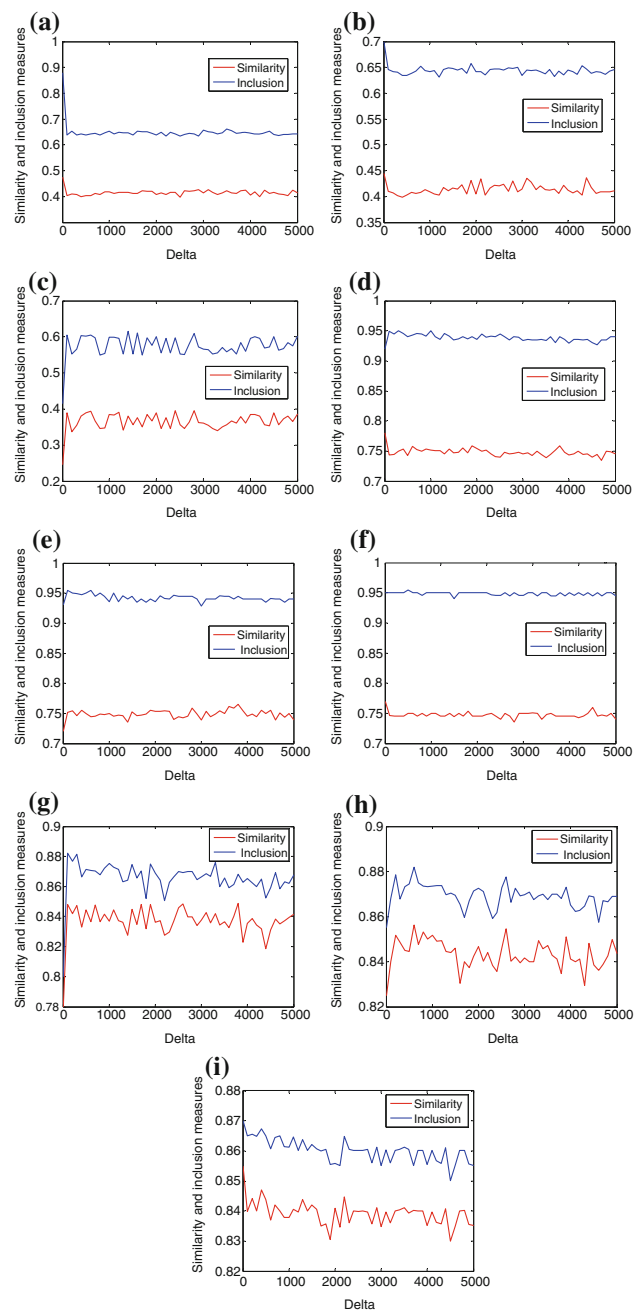 (a)
Similarity and inclusion measures
1
0.9
0.8
0.7
0.6
0.5
0.4
0 1000 2000 3000 4000 5000
Delta
Similarity
Inclusion
(b)
Similarity and inclusion measures
0.7
0.65
0.6
0.55
0.5
0.45
0.4
0.35
0 1000 2000 3000 4000 5000
Delta
Similarity
Inclusion
(c)
Similarity and inclusion measures
0.7
0.6
0.5
0.4
0.3
0.2
0 1000 2000 3000 4000 5000
Delta
Similarity
Inclusion
(d)
Similarity and inclusion measures
1
0.95
0.9
0.85
0.8
0.75
0.7
0 1000 2000 3000 4000 5000
Delta
Similarity
Inclusion
(e)
Similarity and inclusion measures
1
0.95
0.9
0.85
0.8
0.75
0.7
0 1000 2000 3000 4000 5000
Delta
Similarity
Inclusion
(f)
Similarity and inclusion measures
1
0.95
0.9
0.85
0.8
0.75
0.7
0 1000 2000 3000 4000 5000
Delta
Similarity
Inclusion
(g)
Similarity and inclusion measures
0.9
0.88
0.86
0.84
0.82
0.8
0.78
0 1000 2000 3000 4000 5000
Delta
Similarity
Inclusion
(h)
Similarity and inclusion measures
0.9
0.88
0.86
0.84
0.82
0 1000 2000 3000 4000 5000
Delta
Similarity
Inclusion
(i)
Similarity and inclusion measures
0.88
0.87
0.86
0.85
0.84
0.83
0.82
0 1000 2000 3000 4000 5000
Delta
Similarity
Inclusion